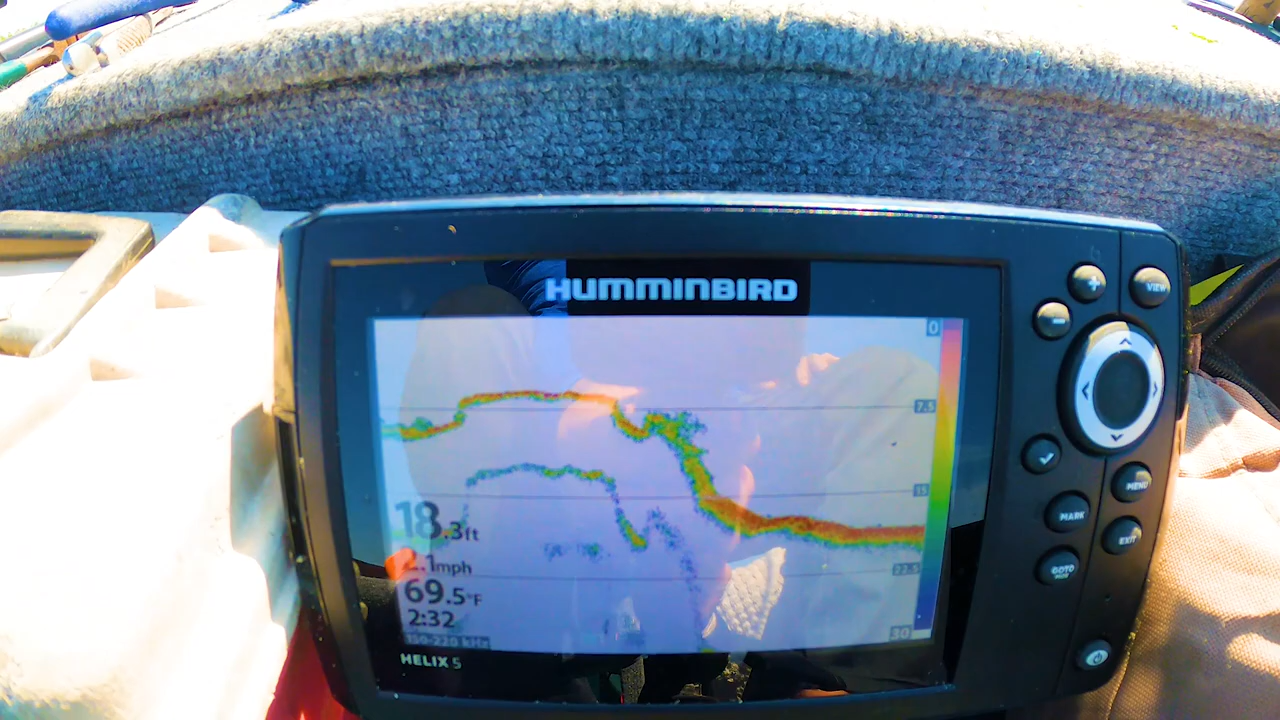 HUMMINBIRD
0
7.5
15
22.5
30
18.3ft
2.1mph
69.5°F
2:32
150-220 kHz
HELIX 5
+
VIEW
-
MENU
MARK
EXIT
GOTO